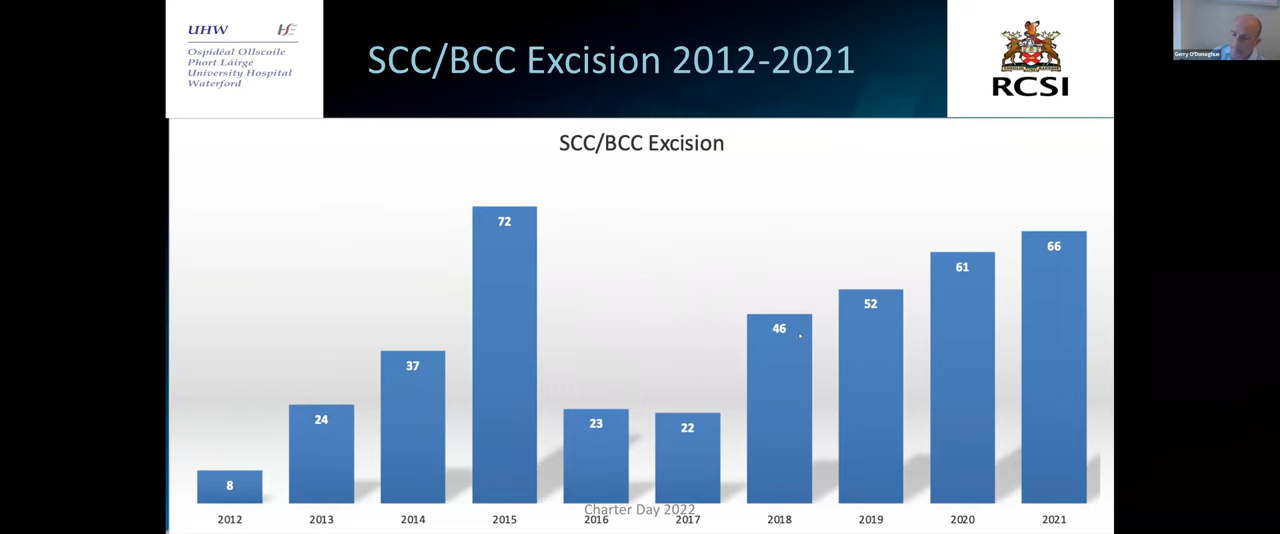 UHW
Ospidéal Ollscoile
Phort Láirge
University Hospital
Waterford
SCC/BCC Excision 2012-2021
RCSI
Gerry O'Donoghue
SCC/BCC Excision
72
66
61
52
46
37
24
23
22
8
Charter Day 2022
2012 2013 2014 2015 2016 2017 2018 2019 2020 2021